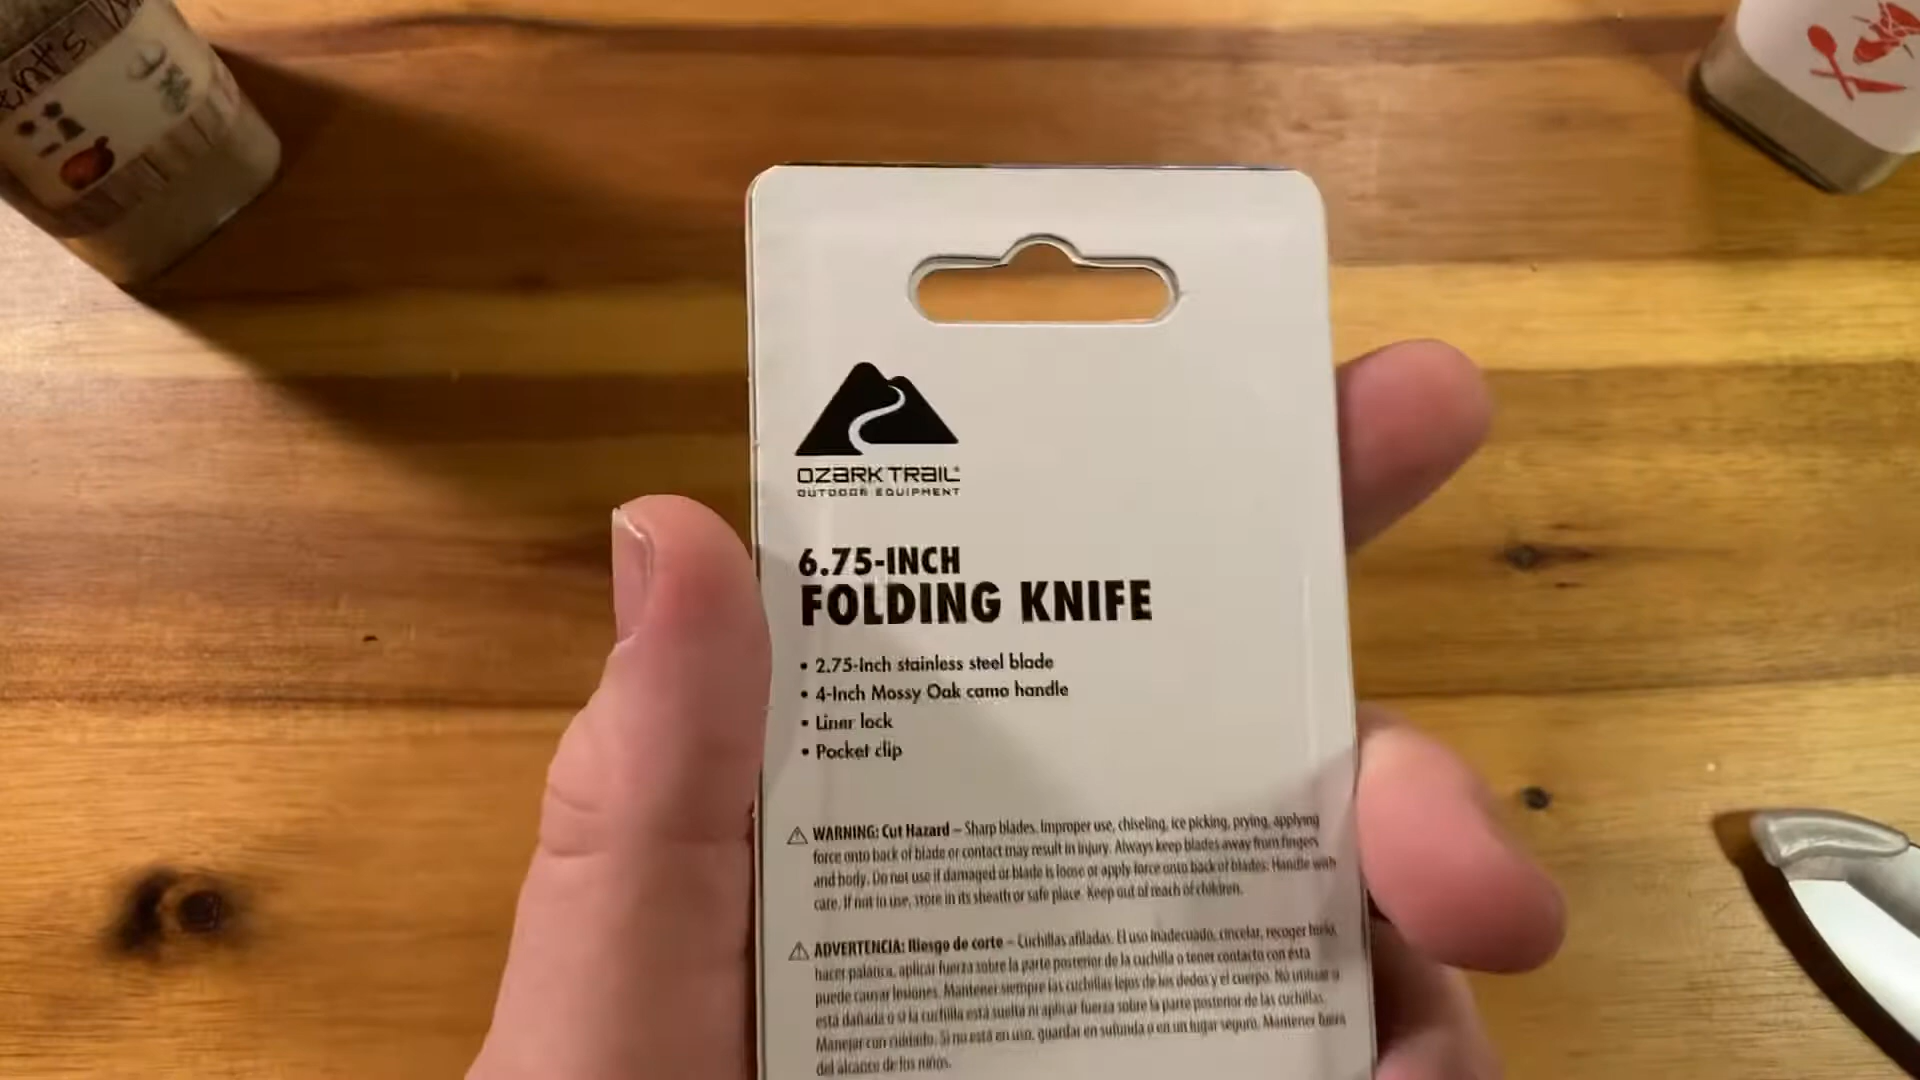 OZARK TRAIL®
OUTDOOR EQUIPMENT
6.75-INCH
FOLDING KNIFE
• 2.75-Inch stainless steel blade
• 4-Inch Mossy Oak camo handle
• Liner lock
• Pocket clip
⚠ WARNING: Cut Hazard – Sharp blades. Improper use, chiseling, ice picking, prying, applying
force onto back of blade or contact may result in injury. Always keep blades away from fingers
and body. Do not use if damaged or blade is loose or apply force onto back of blades. Handle with
care. If not in use, store in its sheath or safe place. Keep out of reach of children.
⚠ ADVERTENCIA: Riesgo de corte – Cuchillas afiladas. El uso inadecuado, cincelar, recoger hielo,
hacer palanca, aplicar fuerza sobre la parte posterior de la cuchilla o tener contacto con ésta
puede causar lesiones. Mantener siempre las cuchillas lejos de los dedos y el cuerpo. No utilizar si
está dañada o si la cuchilla está suelta ni aplicar fuerza sobre la parte posterior de las cuchillas.
Manejar con cuidado. Si no está en uso, guardar en su funda o en un lugar seguro. Mantener fuera
del alcance de los niños.